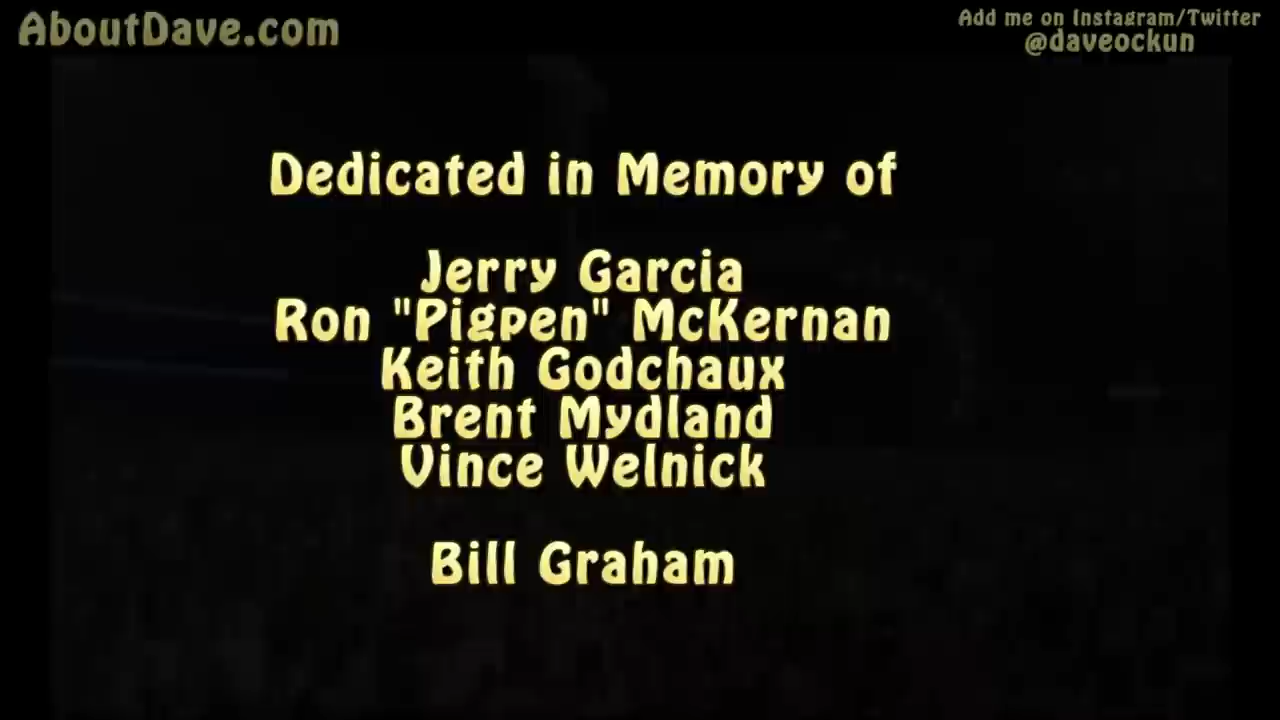 AboutDave.com
Add me on Instagram/Twitter
@daveockun
Dedicated in Memory of
Jerry Garcia
Ron "Pigpen" McKernan
Keith Godchaux
Brent Mydland
Vince Welnick
Bill Graham